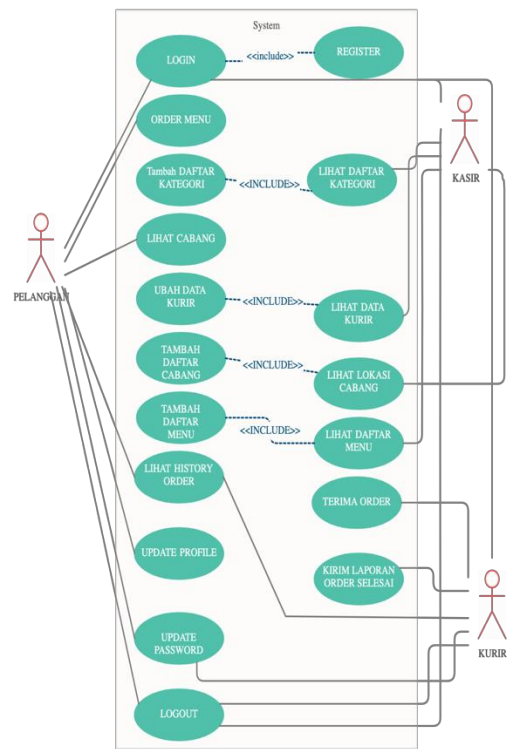 System
LOGIN
<<include>>
REGISTER
ORDER MENU
KASIR
Tambah DAFTAR
KATEGORI
<<INCLUDE>>
LIHAT DAFTAR
KATEGORI
LIHAT CABANG
PELANGGAN
UBAH DATA
KURIR
<<INCLUDE>>
LIHAT DATA
KURIR
TAMBAH
DAFTAR
CABANG
<<INCLUDE>>
LIHAT LOKASI
CABANG
TAMBAH
DAFTAR
MENU
<<INCLUDE>>
LIHAT DAFTAR
MENU
LIHAT HISTORY
ORDER
TERIMA ORDER
UPDATE PROFILE
KIRIM LAPORAN
ORDER SELESAI
UPDATE
PASSWORD
KURIR
LOGOUT